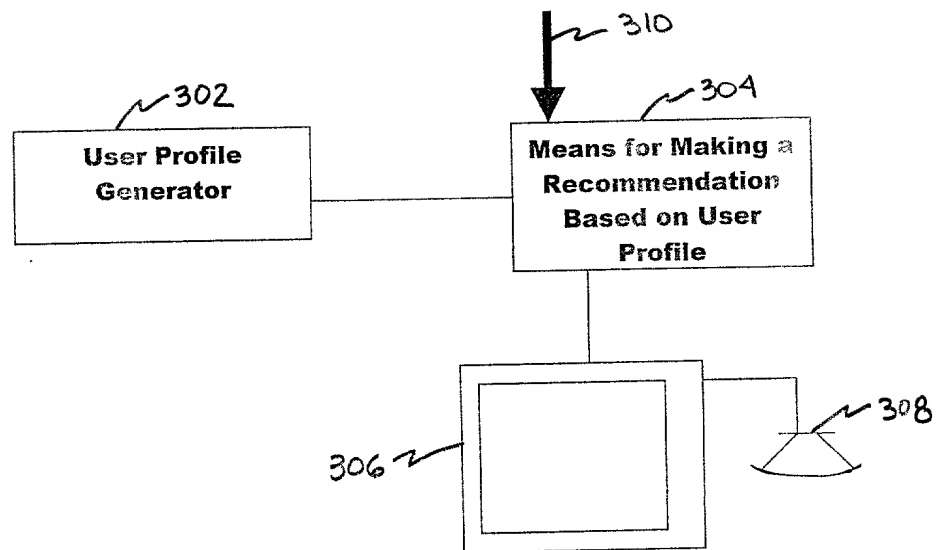 310
302
304
User Profile
Generator
Means for Making a
Recommendation
Based on User
Profile
306
308